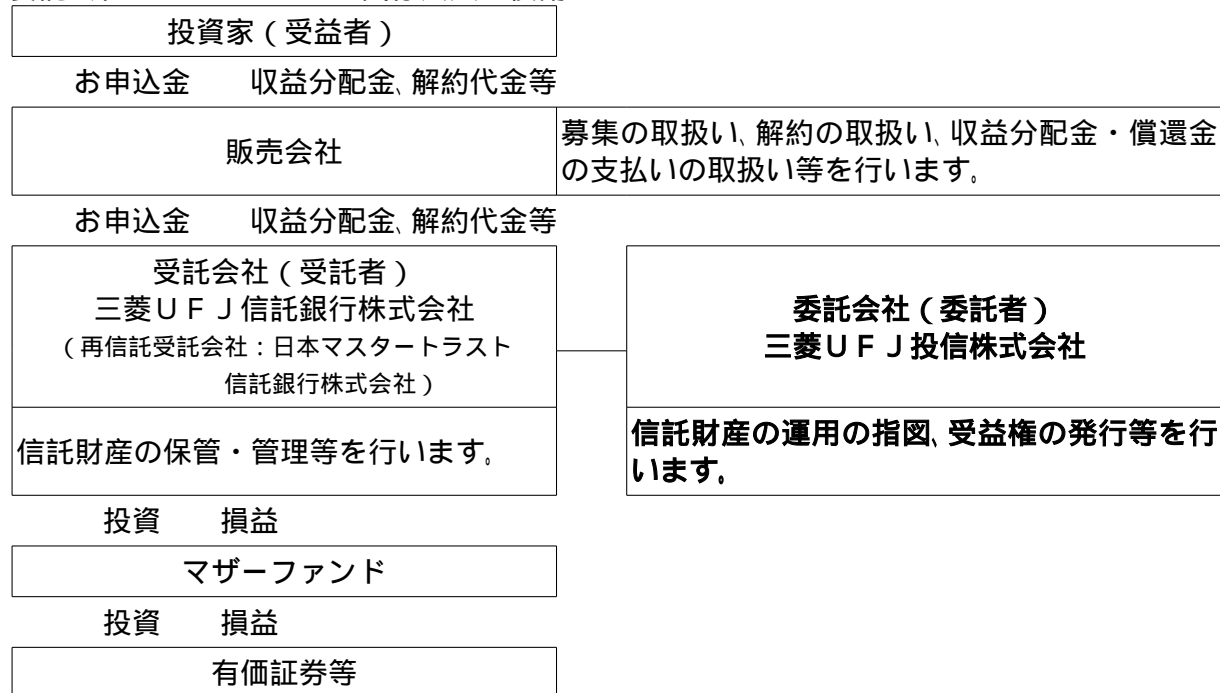 投資家（受益者）
お申込金　　収益分配金、解約代金等
販売会社
募集の取扱い、解約の取扱い、収益分配金・償還金
の支払いの取扱い等を行います。
お申込金　　収益分配金、解約代金等
受託会社（受託者）
三菱ＵＦＪ信託銀行株式会社
（再信託受託会社：日本マスタートラスト
信託銀行株式会社）
委託会社（委託者）
三菱ＵＦＪ投信株式会社
信託財産の保管・管理等を行います。
信託財産の運用の指図、受益権の発行等を行
います。
投資　　損益
マザーファンド
投資　　損益
有価証券等